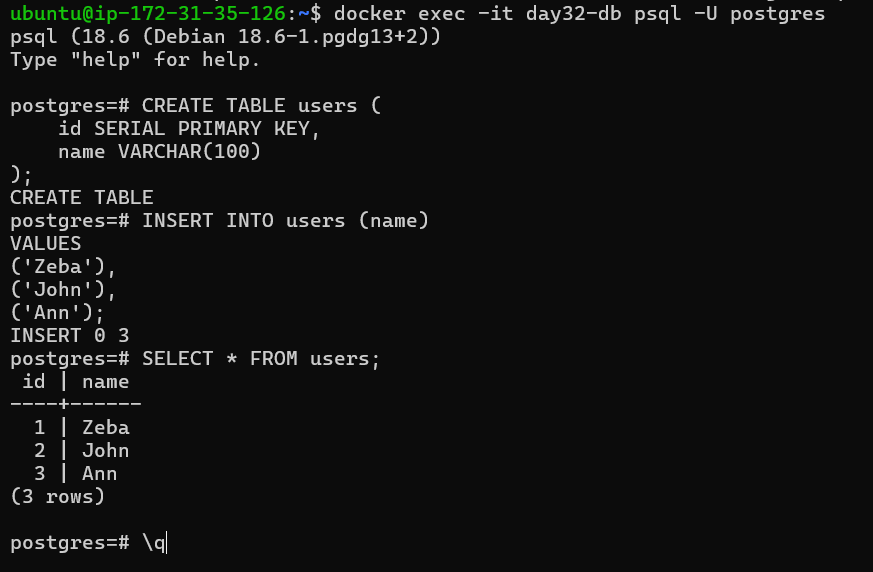 ubuntu@ip-172-31-35-126:~$ docker exec -it day32-db psql -U postgres
psql (18.6 (Debian 18.6-1.pgdg13+2))
Type "help" for help.

postgres=# CREATE TABLE users (
    id SERIAL PRIMARY KEY,
    name VARCHAR(100)
);
CREATE TABLE
postgres=# INSERT INTO users (name)
VALUES
('Zeba'),
('John'),
('Ann');
INSERT 0 3
postgres=# SELECT * FROM users;
 id | name
----+------
  1 | Zeba
  2 | John
  3 | Ann
(3 rows)

postgres=# \q